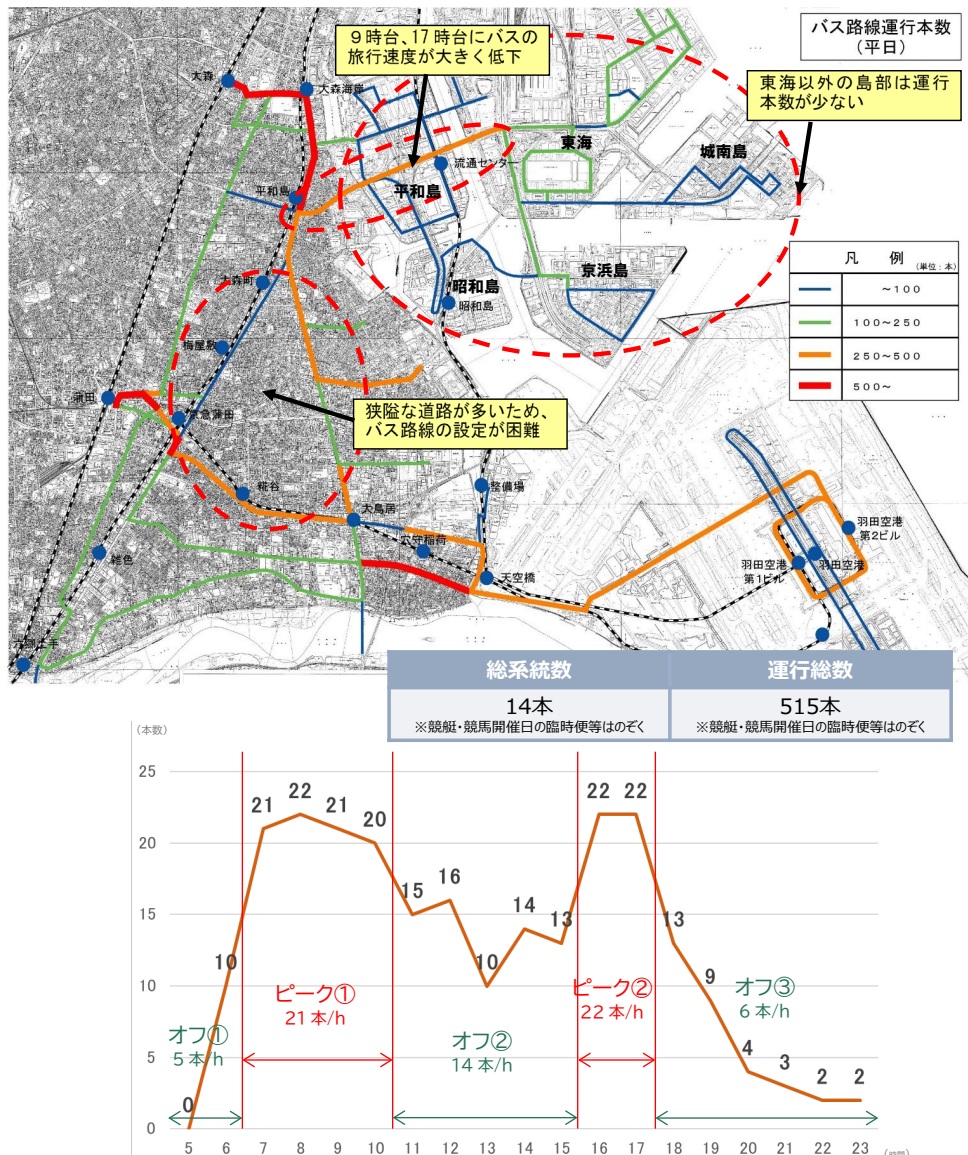 バス路線運行本数
(平日)
9時台、17時台にバスの
旅行速度が大きく低下
東海以外の島部は運行
本数が少ない
大森
大森海岸
東海
城南島
流通センター
平和島
平和島
凡 例
(単位:本)
~100
100~250
250~500
500~
大森町
京浜島
昭和島
昭和島
梅屋敷
蒲田
京急蒲田
狭隘な道路が多いため、
バス路線の設定が困難
糀谷
大鳥居
整備場
穴守稲荷
天空橋
雑色
羽田空港
第2ビル
羽田空港
第1ビル
羽田空港
六郷土手
総系統数
運行総数
14本
515本
※競艇・競馬開催日の臨時便等はのぞく
※競艇・競馬開催日の臨時便等はのぞく
(本数)
25
20
15
10
5
0
0
10
21
22
21
20
15
16
10
14
13
22
22
13
9
4
3
2
2
オフ①
5本/h
ピーク①
21本/h
オフ②
14本/h
ピーク②
22本/h
オフ③
6本/h
5 6 7 8 9 10 11 12 13 14 15 16 17 18 19 20 21 22 23
(時間)